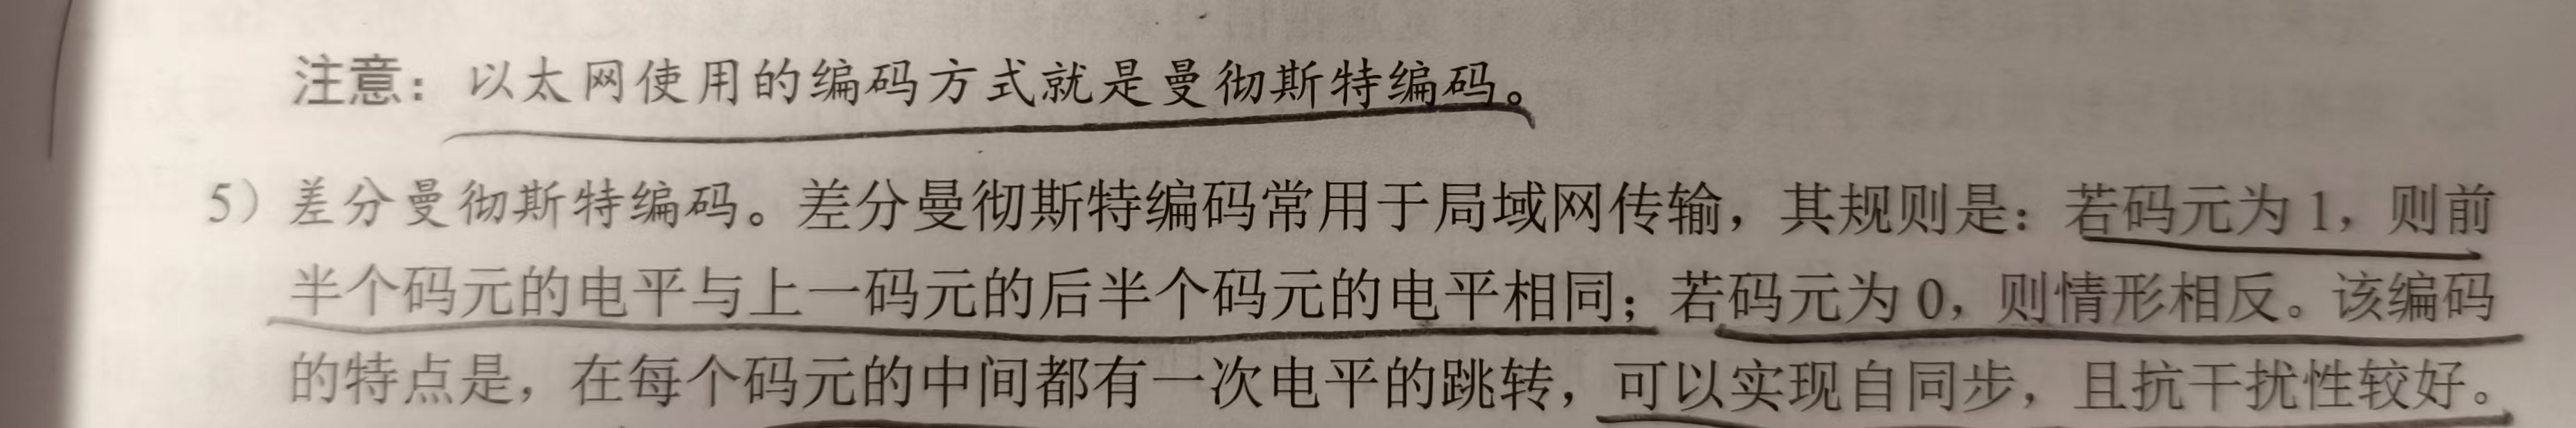 注意：以太网使用的编码方式就是曼彻斯特编码。
5）差分曼彻斯特编码。差分曼彻斯特编码常用于局域网传输，其规则是：若码元为1，则前
半个码元的电平与上一码元的后半个码元的电平相同；若码元为0，则情形相反。该编码
的特点是，在每个码元的中间都有一次电平的跳转，可以实现自同步，且抗干扰性较好。